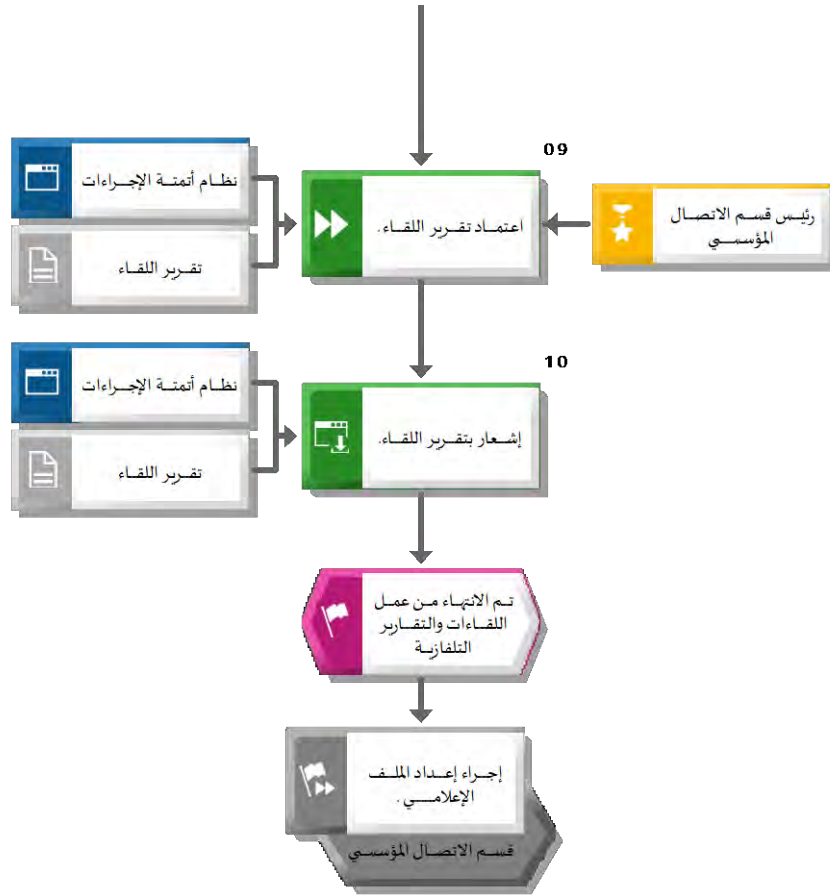 09
رئيس قسم الاتصال
المؤسسي
اعتماد تقرير اللقاء.
نظام أتمتة الإجراءات
تقرير اللقاء
10
إشعار بتقرير اللقاء.
نظام أتمتة الإجراءات
تقرير اللقاء
تم الانتهاء من عمل
اللقاءات والتقارير
التلفازية
إجراء إعداد الملف
الإعلامي.
قسم الاتصال المؤسسي